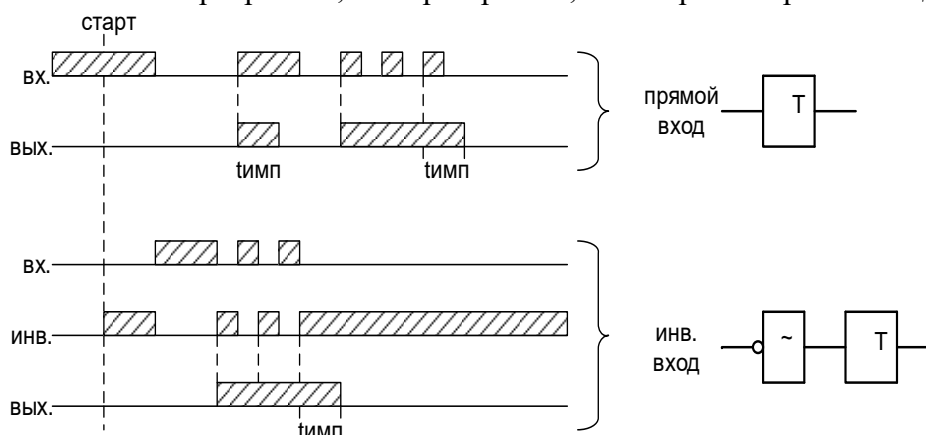 старт
вх.
вых.
tимп tимп
прямой
вход
T
вх.
инв.
вых.
tимп
инв.
вход
~ T